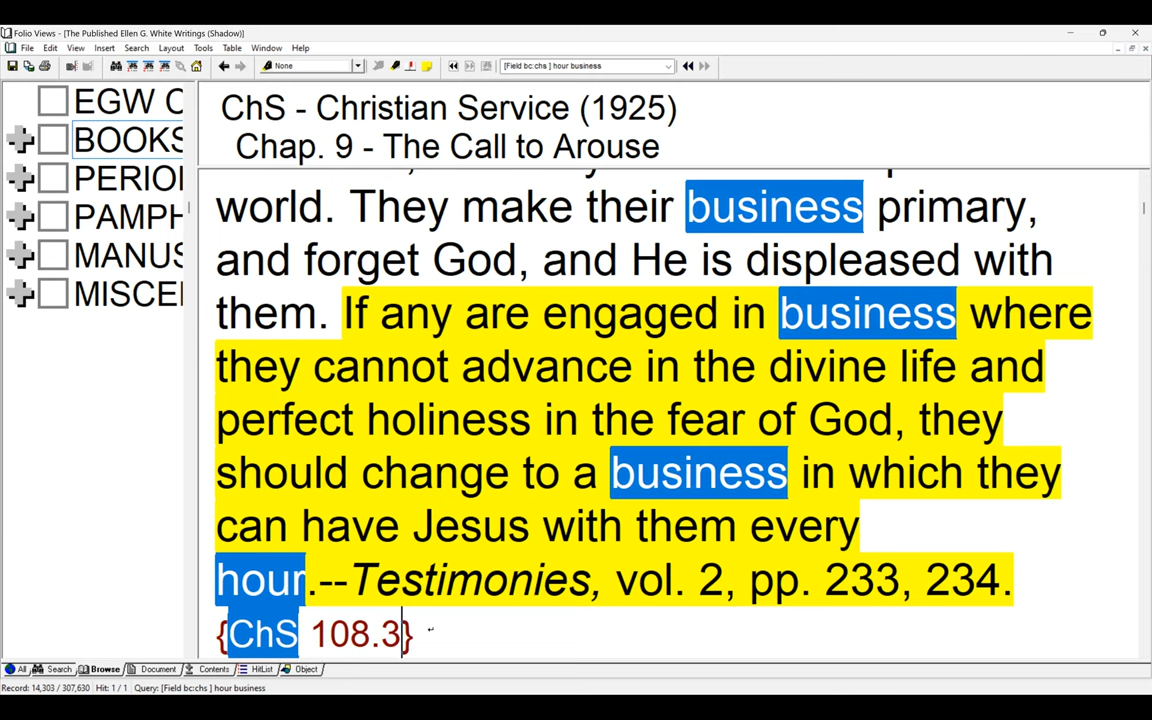 Folio Views - [The Published Ellen G. White Writings (Shadow)]
File Edit View Insert Search Layout Tools Table Window Help
None
[Field bc:chs ] hour business
EGW C
BOOKS
PERIOI
PAMPH
MANUS
MISCEI
ChS - Christian Service (1925)
Chap. 9 - The Call to Arouse
world. They make their business primary,
and forget God, and He is displeased with
them. If any are engaged in business where
they cannot advance in the divine life and
perfect holiness in the fear of God, they
should change to a business in which they
can have Jesus with them every
hour.--Testimonies, vol. 2, pp. 233, 234.
{ChS 108.3}
All Search Browse Document Contents HitList Object
Record: 14,303 / 307,630 Hit: 1 / 1 Query: [Field bc:chs ] hour business